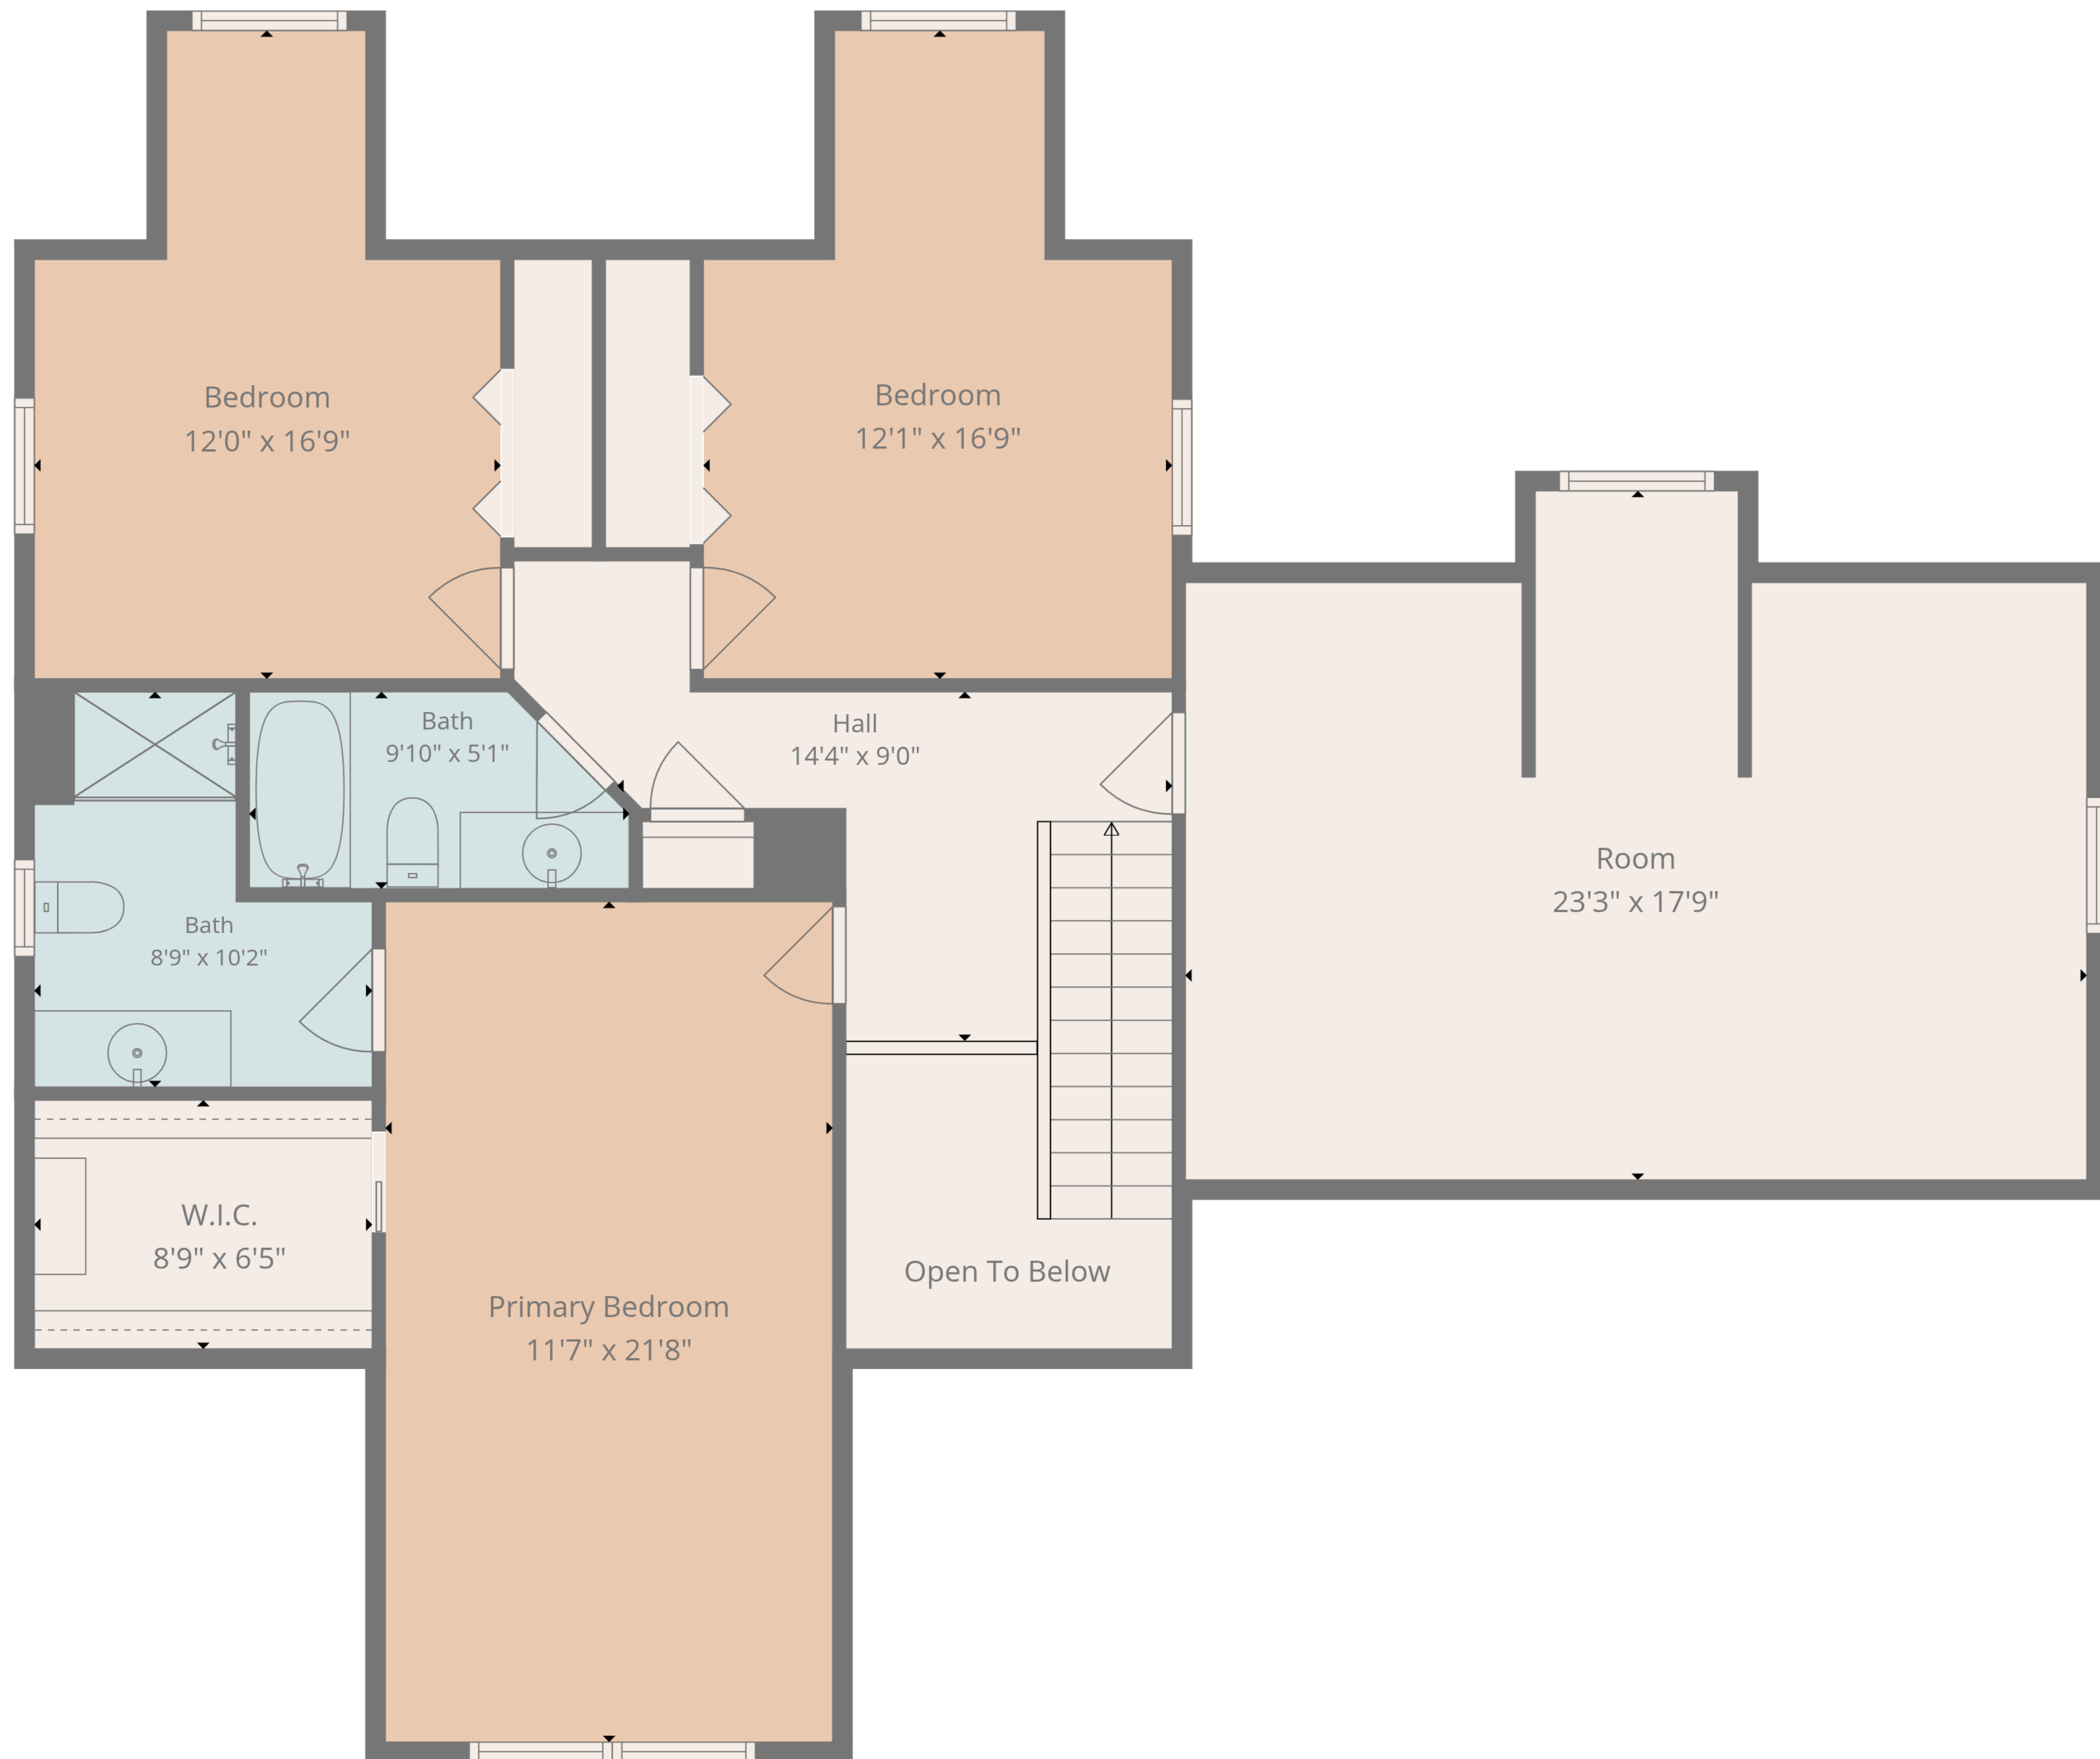 Bedroom
12'0" x 16'9"
Bedroom
12'1" x 16'9"
Bath
9'10" x 5'1"
Hall
14'4" x 9'0"
Room
23'3" x 17'9"
Bath
8'9" x 10'2"
W.I.C.
8'9" x 6'5"
Primary Bedroom
11'7" x 21'8"
Open To Below